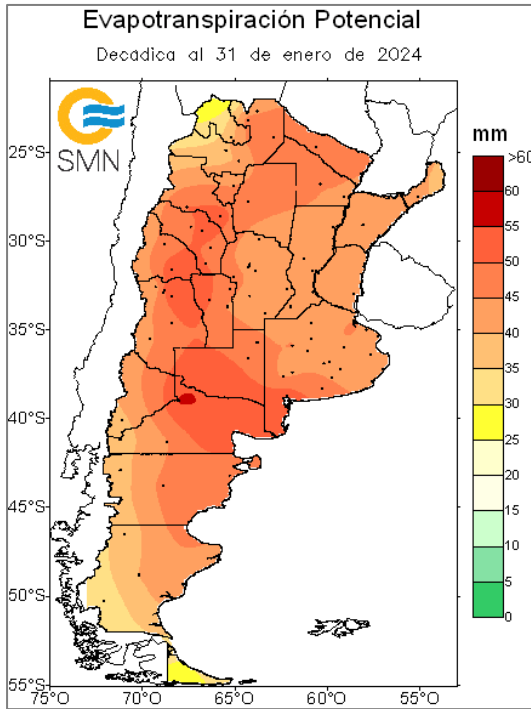 Evapotranspiración Potencial
Decádica al 31 de enero de 2024
SMN
mm
>60
60
55
50
45
40
35
30
25
20
15
10
5
0
25°S
30°S
35°S
40°S
45°S
50°S
55°S
75°O 70°O 65°O 60°O 55°O